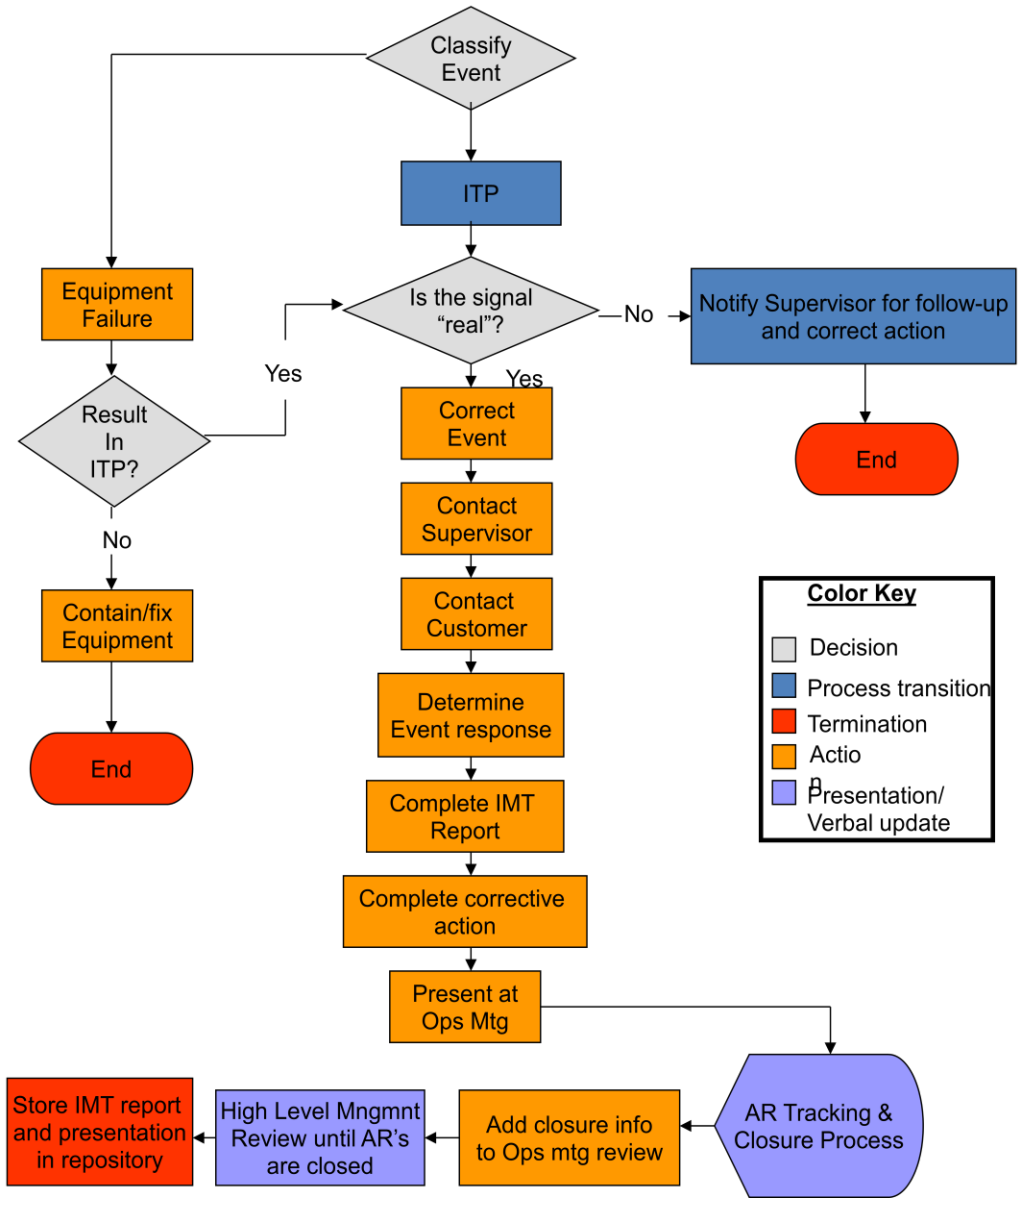 Classify
Event
ITP
Equipment
Failure
Is the signal
“real”?
No
Notify Supervisor for follow-up
and correct action
Yes
Yes
Result
In
ITP?
Correct
Event
End
Contact
Supervisor
No
Contact
Customer
Contain/fix
Equipment
Color Key
Decision
Process transition
Termination
Actio
n
Presentation/
Verbal update
Determine
Event response
End
Complete IMT
Report
Complete corrective
action
Present at
Ops Mtg
AR Tracking &
Closure Process
Add closure info
to Ops mtg review
High Level Mngmnt
Review until AR’s
are closed
Store IMT report
and presentation
in repository